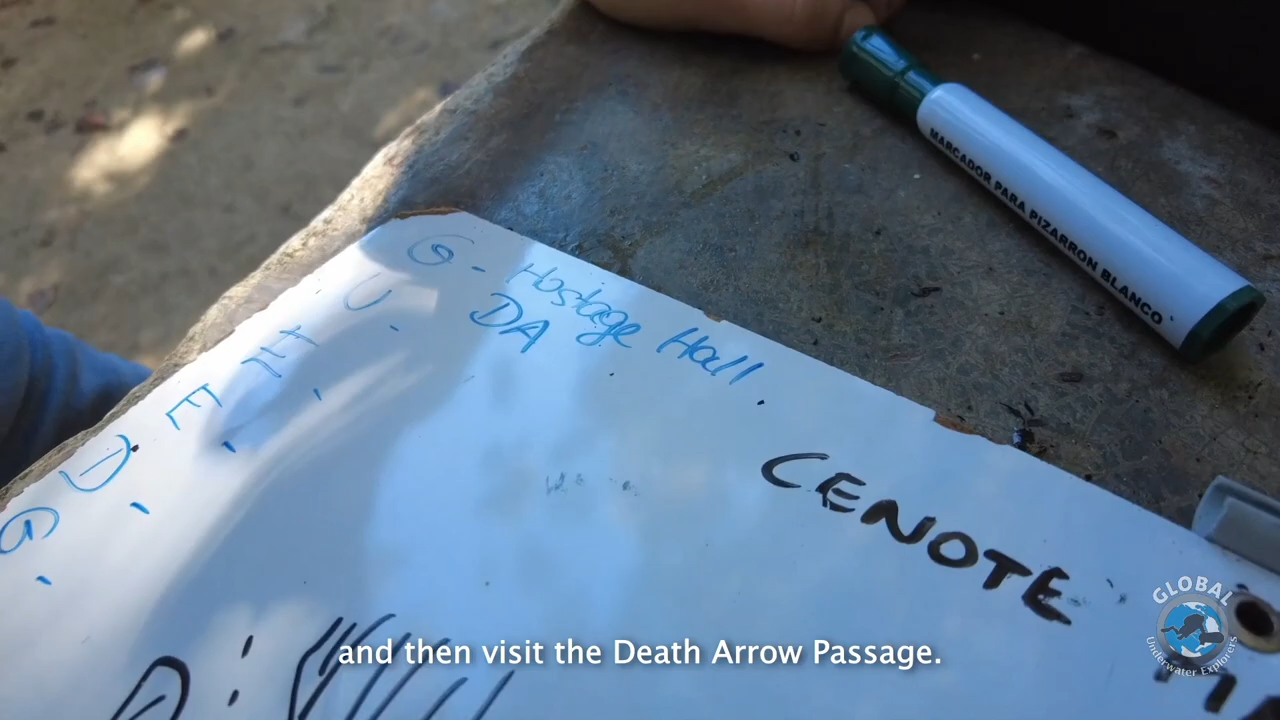 MARCADOR PARA PIZARRON BLANCO
G - Hostage Hall
DA
U -
E -
E -
D -
G -
CENOTE
and then visit the Death Arrow Passage.
GLOBAL
Underwater Explorers